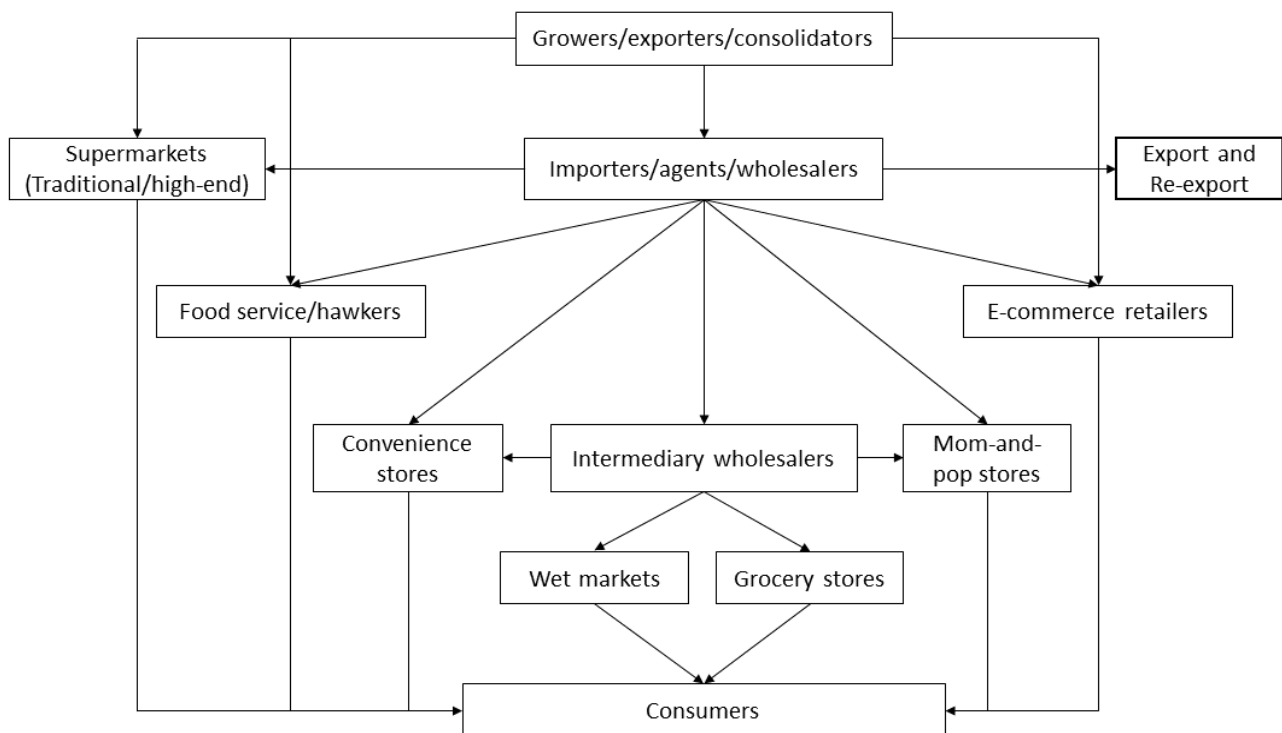 Growers/exporters/consolidators
Supermarkets
(Traditional/high-end)
Importers/agents/wholesalers
Export and
Re-export
Food service/hawkers
E-commerce retailers
Convenience
stores
Intermediary wholesalers
Mom-and-
pop stores
Wet markets
Grocery stores
Consumers